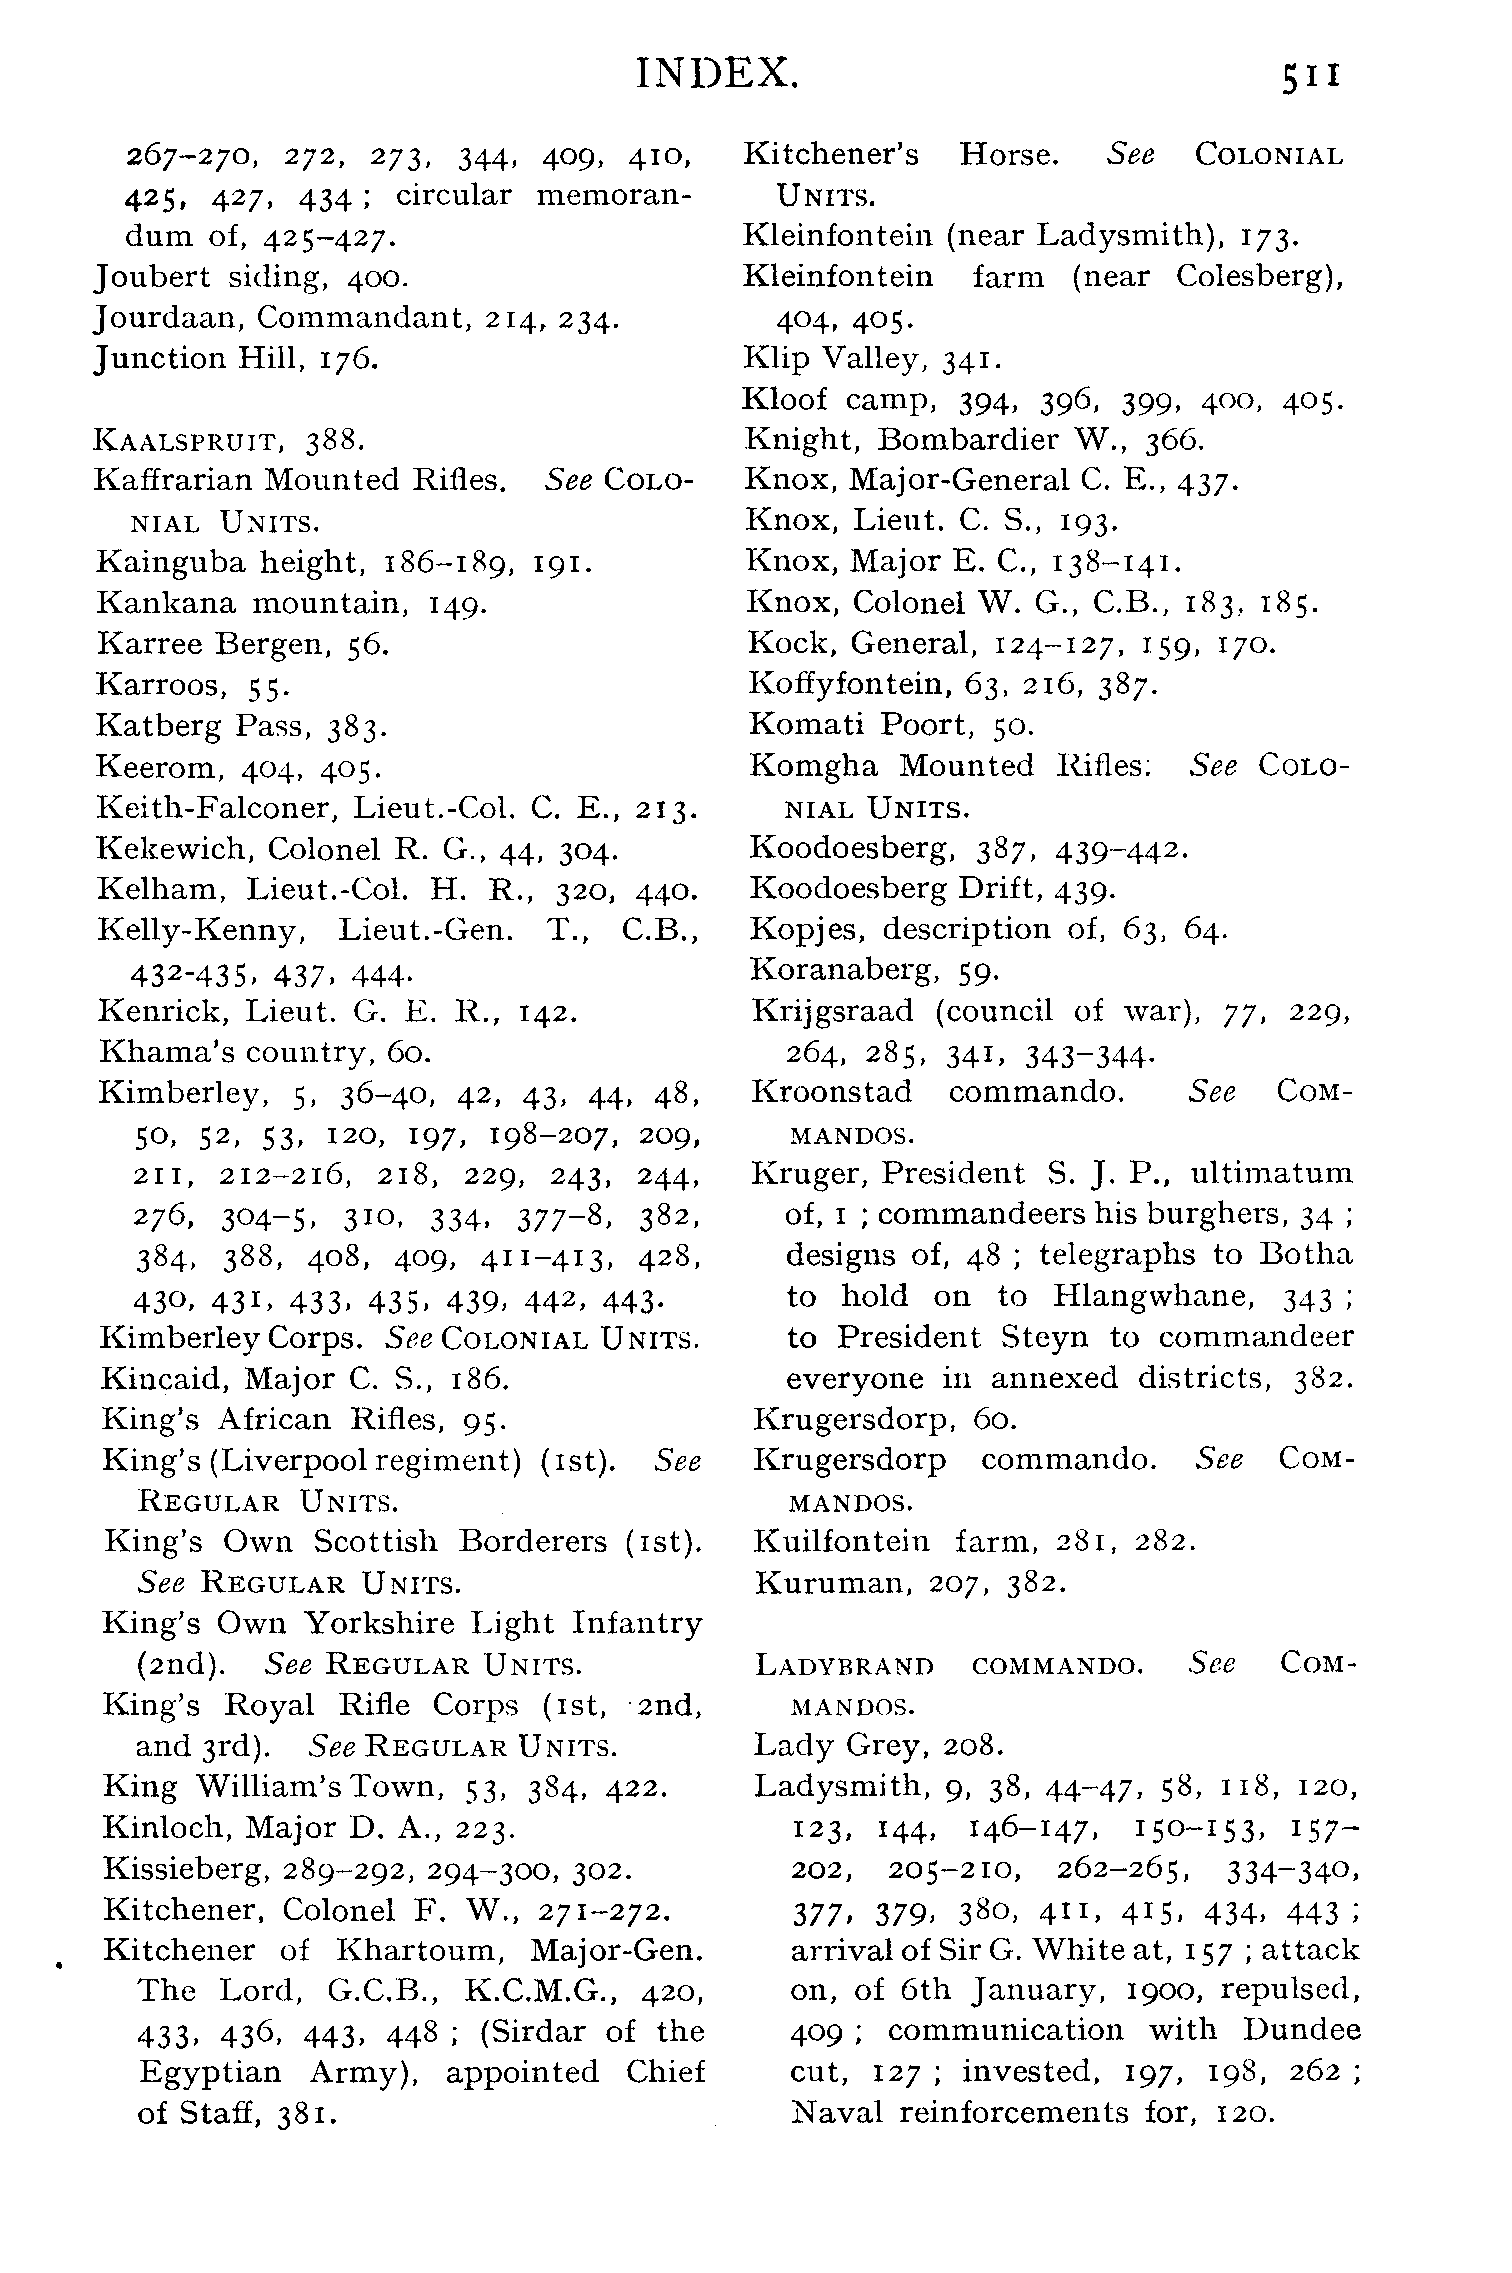 INDEX. 511
267–270, 272, 273, 344, 409, 410,
425, 427, 434 ; circular memoran-
dum of, 425–427.
Joubert siding, 400.
Jourdaan, Commandant, 214, 234.
Junction Hill, 176.
KAALSPRUIT, 388.
Kaffrarian Mounted Rifles. See COLO-
NIAL UNITS.
Kainguba height, 186–189, 191.
Kankana mountain, 149.
Karree Bergen, 56.
Karroos, 55.
Katberg Pass, 383.
Keerom, 404, 405.
Keith-Falconer, Lieut.-Col. C. E., 213.
Kekewich, Colonel R. G., 44, 304.
Kelham, Lieut.-Col. H. R., 320, 440.
Kelly-Kenny, Lieut.-Gen. T., C.B.,
432-435, 437, 444.
Kenrick, Lieut. G. E. R., 142.
Khama's country, 60.
Kimberley, 5, 36–40, 42, 43, 44, 48,
50, 52, 53, 120, 197, 198–207, 209,
211, 212–216, 218, 229, 243, 244,
276, 304–5, 310, 334, 377–8, 382,
384, 388, 408, 409, 411–413, 428,
430, 431, 433, 435, 439, 442, 443.
Kimberley Corps. See COLONIAL UNITS.
Kincaid, Major C. S., 186.
King's African Rifles, 95.
King's (Liverpool regiment) (1st). See
REGULAR UNITS.
King's Own Scottish Borderers (1st).
See REGULAR UNITS.
King's Own Yorkshire Light Infantry
(2nd). See REGULAR UNITS.
King's Royal Rifle Corps (1st, 2nd,
and 3rd). See REGULAR UNITS.
King William's Town, 53, 384, 422.
Kinloch, Major D. A., 223.
Kissieberg, 289–292, 294–300, 302.
Kitchener, Colonel F. W., 271–272.
Kitchener of Khartoum, Major-Gen.
The Lord, G.C.B., K.C.M.G., 420,
433, 436, 443, 448 ; (Sirdar of the
Egyptian Army), appointed Chief
of Staff, 381.
Kitchener's Horse. See COLONIAL
UNITS.
Kleinfontein (near Ladysmith), 173.
Kleinfontein farm (near Colesberg),
404, 405.
Klip Valley, 341.
Kloof camp, 394, 396, 399, 400, 405.
Knight, Bombardier W., 366.
Knox, Major-General C. E., 437.
Knox, Lieut. C. S., 193.
Knox, Major E. C., 138–141.
Knox, Colonel W. G., C.B., 183, 185.
Kock, General, 124–127, 159, 170.
Koffyfontein, 63, 216, 387.
Komati Poort, 50.
Komgha Mounted Rifles: See COLO-
NIAL UNITS.
Koodoesberg, 387, 439–442.
Koodoesberg Drift, 439.
Kopjes, description of, 63, 64.
Koranaberg, 59.
Krijgsraad (council of war), 77, 229,
264, 285, 341, 343–344.
Kroonstad commando. See COM-
MANDOS.
Kruger, President S. J. P., ultimatum
of, 1 ; commandeers his burghers, 34 ;
designs of, 48 ; telegraphs to Botha
to hold on to Hlangwhane, 343 ;
to President Steyn to commandeer
everyone in annexed districts, 382.
Krugersdorp, 60.
Krugersdorp commando. See COM-
MANDOS.
Kuilfontein farm, 281, 282.
Kuruman, 207, 382.
LADYBRAND COMMANDO. See COM-
MANDOS.
Lady Grey, 208.
Ladysmith, 9, 38, 44–47, 58, 118, 120,
123, 144, 146–147, 150–153, 157–
202, 205–210, 262–265, 334–340,
377, 379, 380, 411, 415, 434, 443 ;
arrival of Sir G. White at, 157 ; attack
on, of 6th January, 1900, repulsed,
409 ; communication with Dundee
cut, 127 ; invested, 197, 198, 262 ;
Naval reinforcements for, 120.